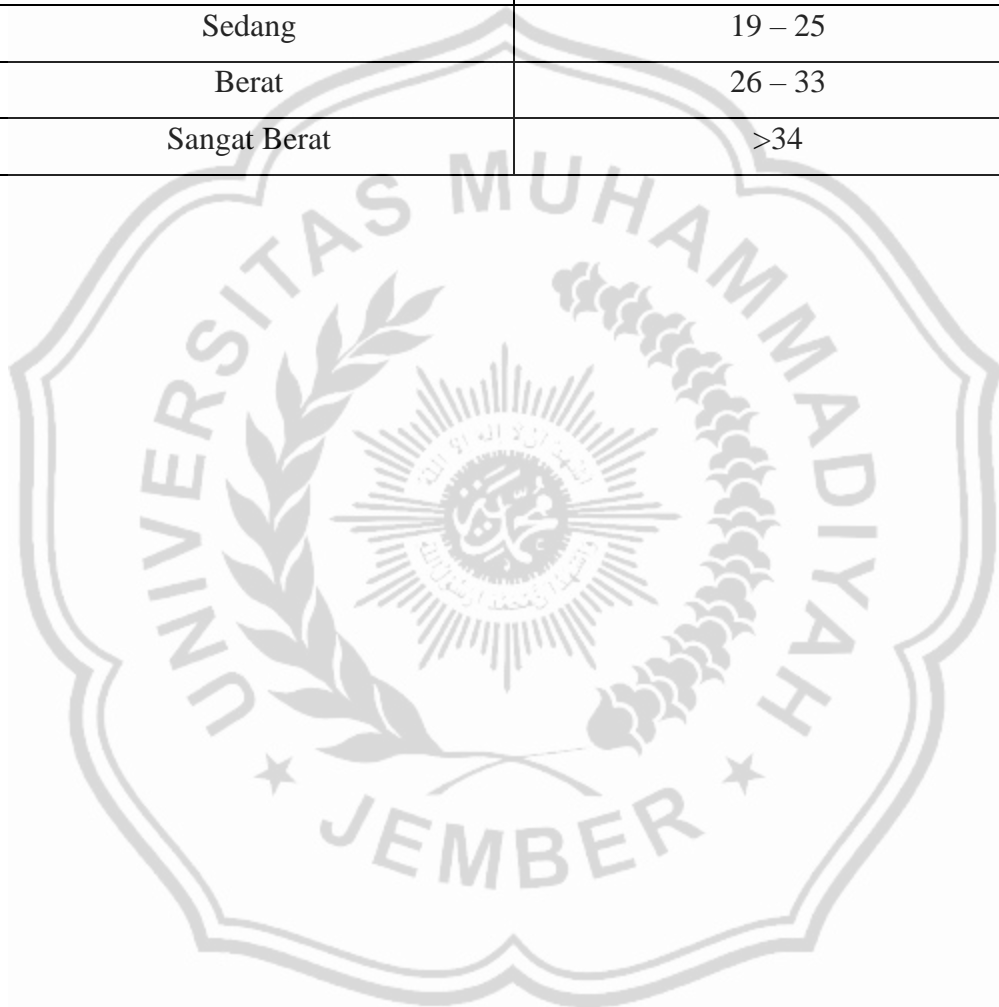 Sedang 19 – 25
Berat 26 – 33
Sangat Berat >34
UNIVERSITAS MUHAMMADIYAH
JEMBER